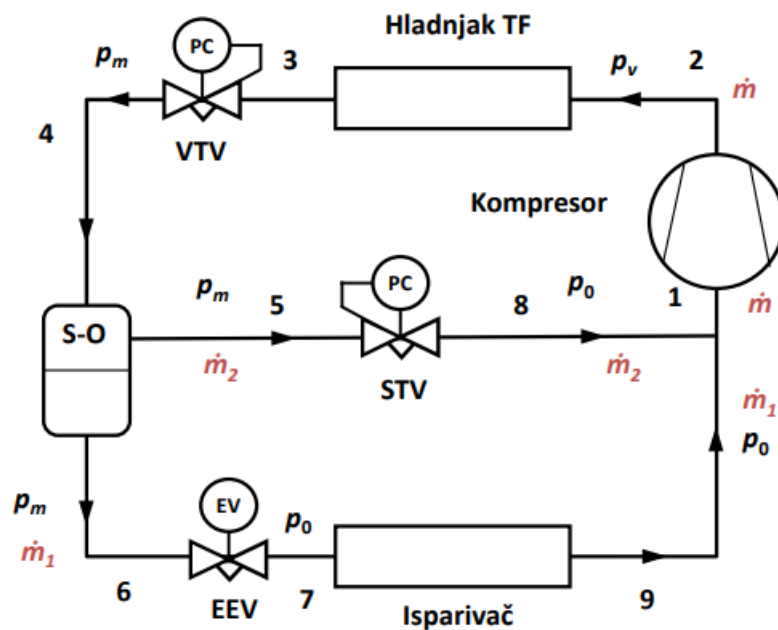 Hladnjak TF
PC
p_m
3
p_v
2
ṁ
4
VTV
Kompresor
PC
p_m
5
8
p_0
1
ṁ
S-O
ṁ_2
STV
ṁ_2
ṁ_1
p_0
p_m
EV
p_0
ṁ_1
6
EEV
7
Isparivač
9